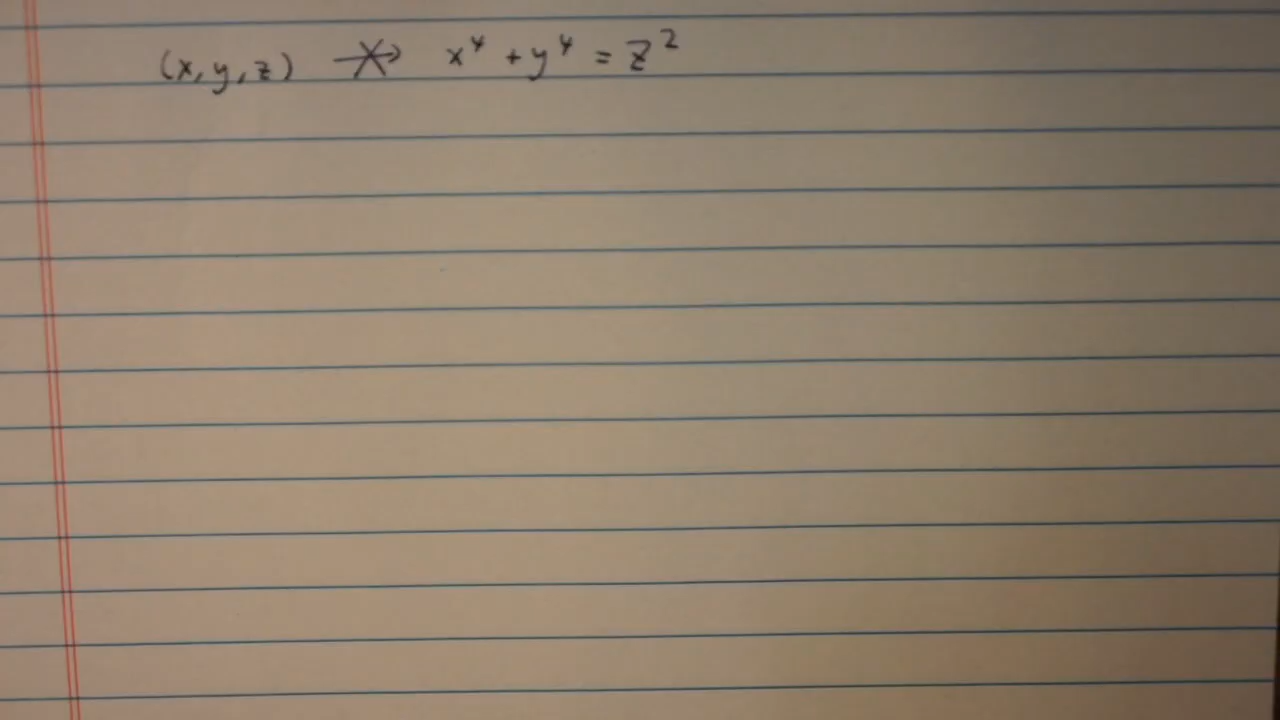 (x, y, z) ↛ x⁴ + y⁴ = z²